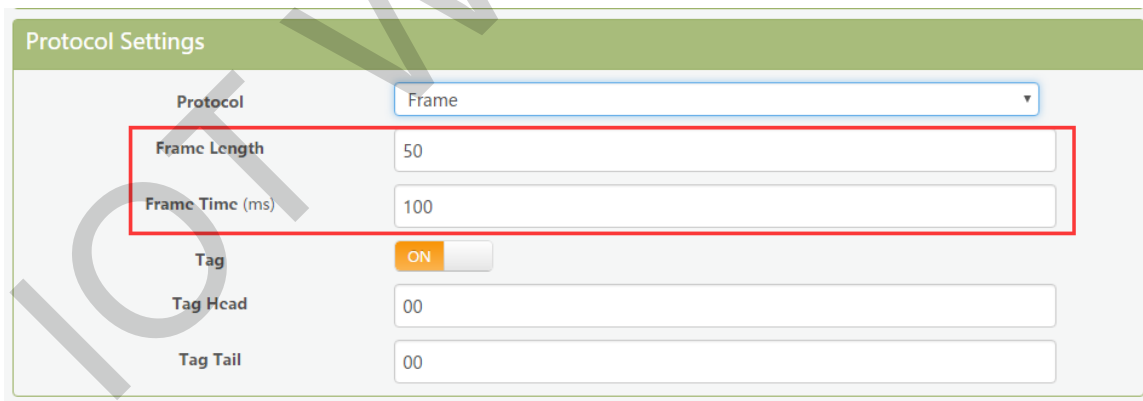 Protocol Settings
Protocol Frame
Frame Length 50
Frame Time (ms) 100
Tag ON
Tag Head 00
Tag Tail 00
IOT W